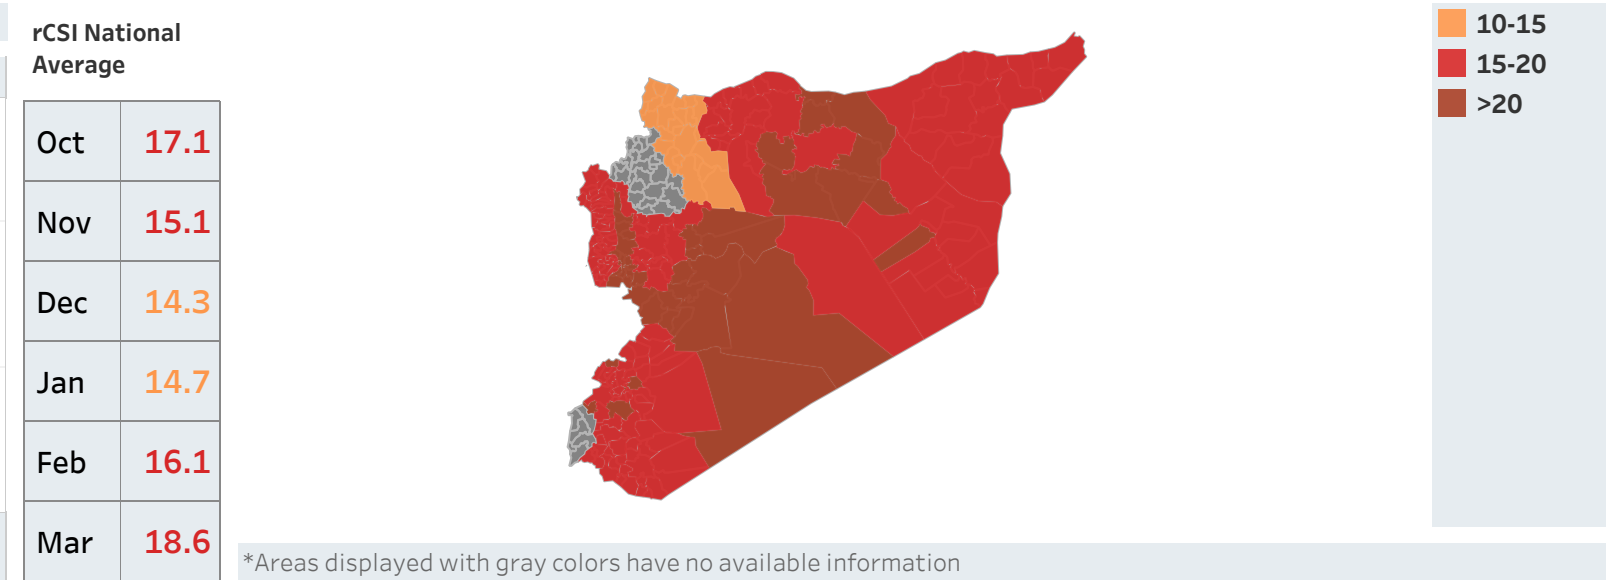 rCSI National
Average
Oct 17.1
Nov 15.1
Dec 14.3
Jan 14.7
Feb 16.1
Mar 18.6
10-15
15-20
>20
*Areas displayed with gray colors have no available information